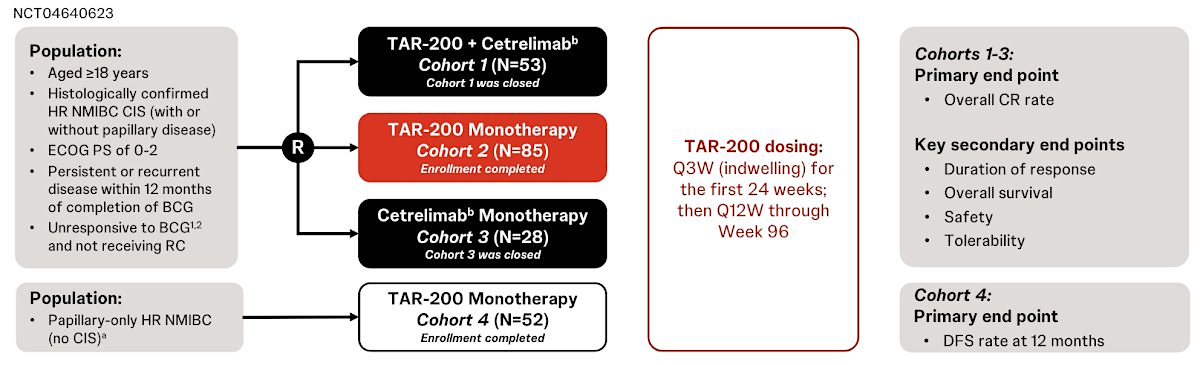 NCT04640623
Population:
• Aged ≥18 years
• Histologically confirmed
HR NMIBC CIS (with or
without papillary disease)
• ECOG PS of 0-2
• Persistent or recurrent
disease within 12 months
of completion of BCG
• Unresponsive to BCG¹,²
and not receiving RC
Population:
• Papillary-only HR NMIBC
(no CIS)ᵃ
R
TAR-200 + Cetrelimabᵇ
Cohort 1 (N=53)
Cohort 1 was closed
TAR-200 Monotherapy
Cohort 2 (N=85)
Enrollment completed
Cetrelimabᵇ Monotherapy
Cohort 3 (N=28)
Cohort 3 was closed
TAR-200 Monotherapy
Cohort 4 (N=52)
Enrollment completed
TAR-200 dosing:
Q3W (indwelling) for
the first 24 weeks;
then Q12W through
Week 96
Cohorts 1-3:
Primary end point
• Overall CR rate
Key secondary end points
• Duration of response
• Overall survival
• Safety
• Tolerability
Cohort 4:
Primary end point
• DFS rate at 12 months